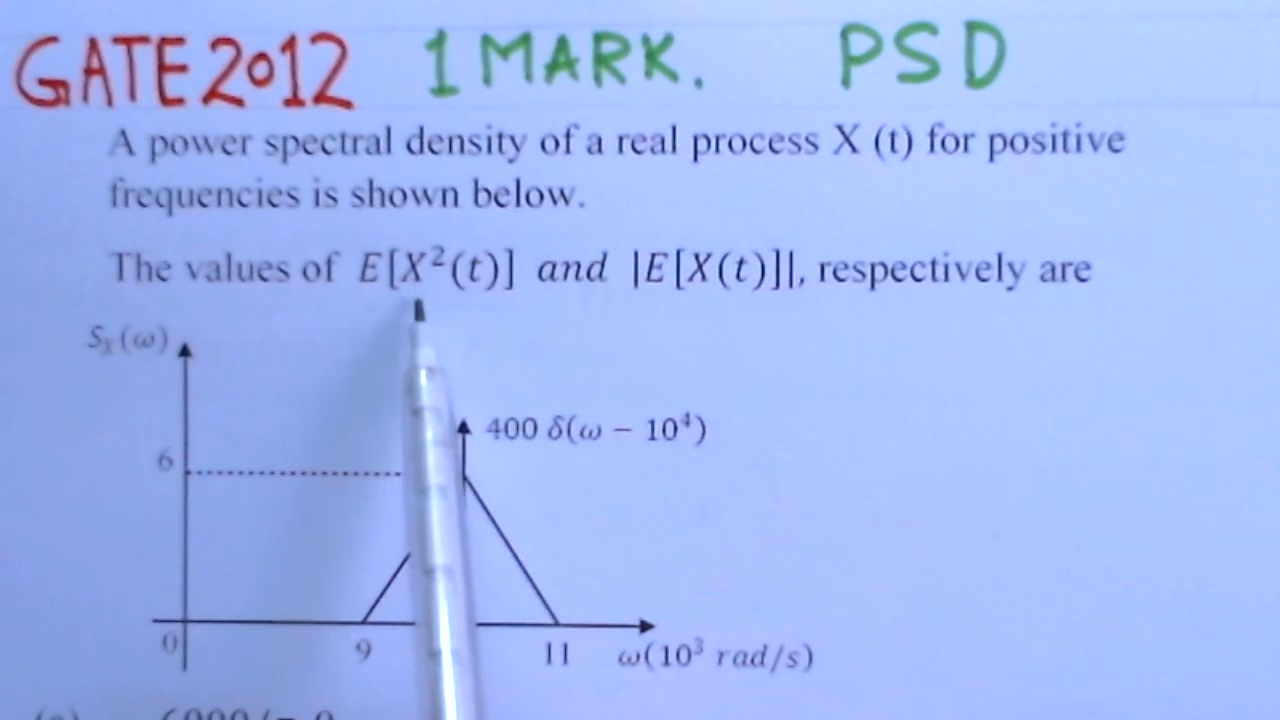 GATE 2012 1 MARK. PSD
A power spectral density of a real process X (t) for positive
frequencies is shown below.
The values of E[X²(t)] and |E[X(t)]|, respectively are
Sₓ(ω)
400 δ(ω − 10⁴)
6
0 9 11 ω(10³ rad/s)